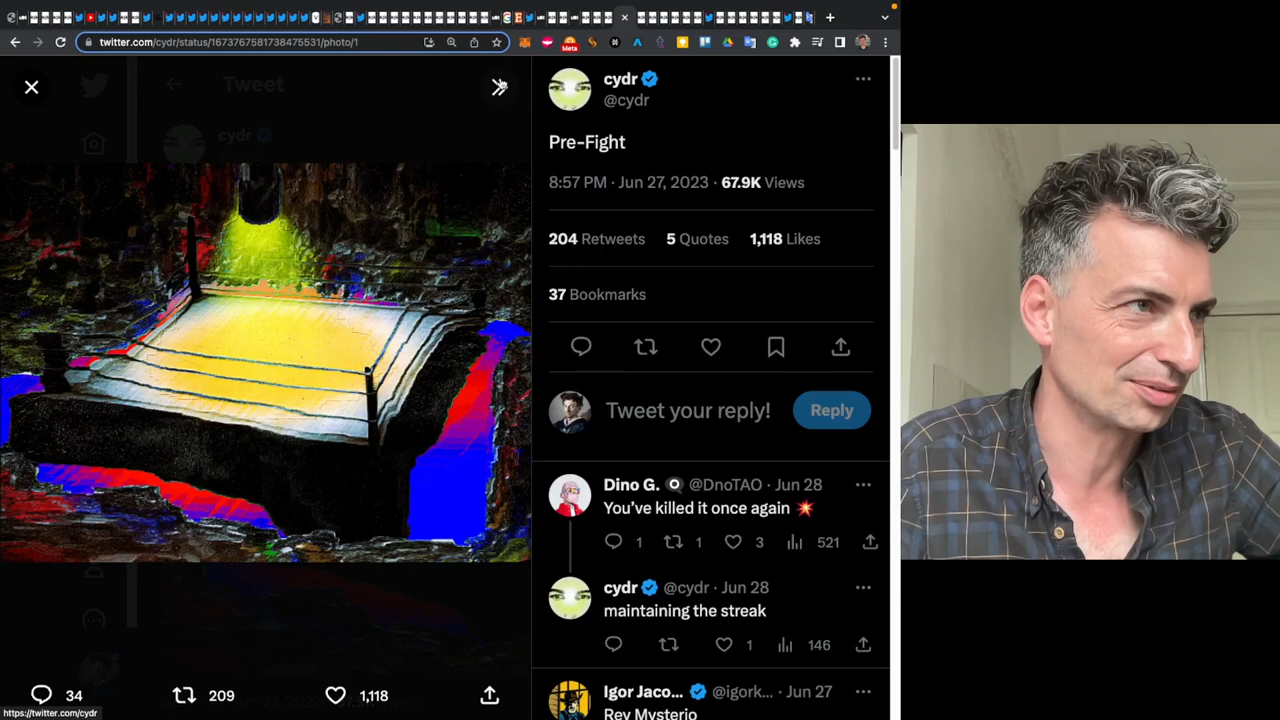 twitter.com/cydr/status/1673767581738475531/photo/1
Meta
Tweet
cydr
cydr
@cydr
Pre-Fight
8:57 PM · Jun 27, 2023 · 67.9K Views
204 Retweets 5 Quotes 1,118 Likes
37 Bookmarks
Tweet your reply! Reply
Dino G. @DnoTAO · Jun 28
You've killed it once again
1 1 3 521
cydr @cydr · Jun 28
maintaining the streak
1 146
Igor Jaco... @igork... · Jun 27
Rey Mysterio
34 209 1,118
https://twitter.com/cydr